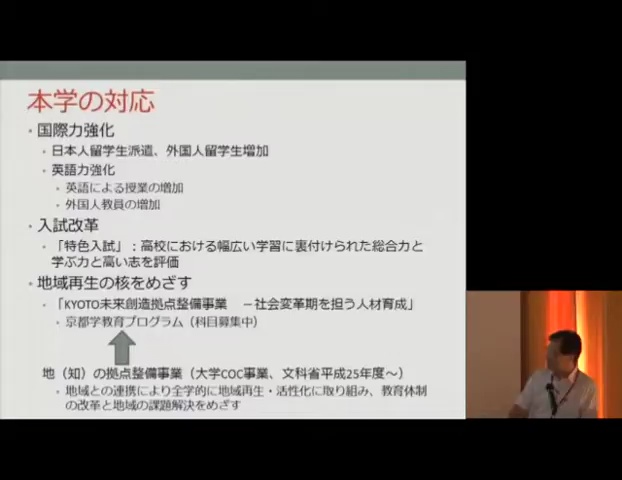 本学の対応
・国際力強化
・日本人留学生派遣、外国人留学生増加
・英語力強化
・英語による授業の増加
・外国人教員の増加
・入試改革
・「特色入試」：高校における幅広い学習に裏付けられた総合力と
学ぶ力と高い志を評価
・地域再生の核をめざす
・「KYOTO未来創造拠点整備事業　－社会変革期を担う人材育成」
・京都学教育プログラム（科目募集中）
地（知）の拠点整備事業（大学COC事業、文科省平成25年度～）
・地域との連携により全学的に地域再生・活性化に取り組み、教育体制
の改革と地域の課題解決をめざす